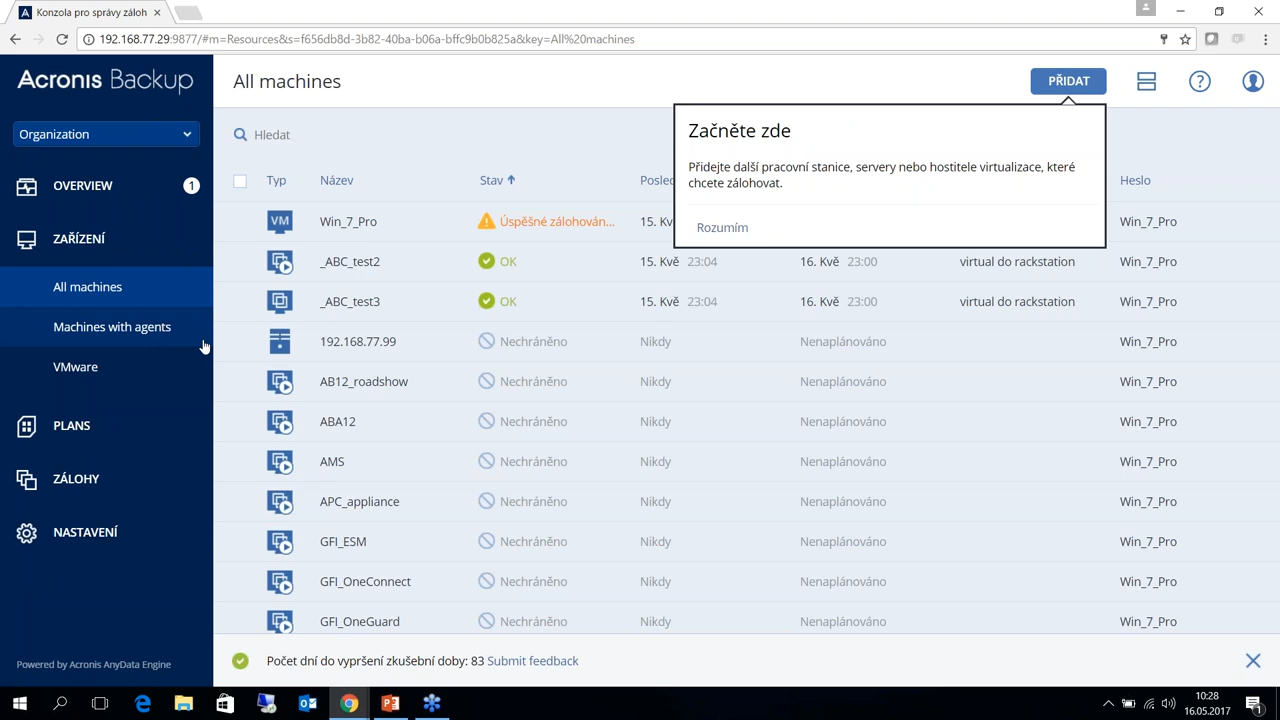 Konzola pro správy záloh
192.168.77.29:9877/#m=Resources&s=f656db8d-3b82-40ba-b06a-bffc9b0b825a&key=All%20machines
Acronis Backup
All machines
PŘIDAT
Organization
Hledat
Začněte zde
Přidejte další pracovní stanice, servery nebo hostitele virtualizace, které
chcete zálohovat.
Rozumím
OVERVIEW 1
ZAŘÍZENÍ
All machines
Machines with agents
VMware
PLANS
ZÁLOHY
NASTAVENÍ
Typ Název Stav Posled Heslo
VM Win_7_Pro Úspěšné zálohován... 15. Kv Win_7_Pro
_ABC_test2 OK 15. Kvě 23:04 16. Kvě 23:00 virtual do rackstation Win_7_Pro
_ABC_test3 OK 15. Kvě 23:04 16. Kvě 23:00 virtual do rackstation Win_7_Pro
192.168.77.99 Nechráněno Nikdy Nenaplánováno Win_7_Pro
AB12_roadshow Nechráněno Nikdy Nenaplánováno Win_7_Pro
ABA12 Nechráněno Nikdy Nenaplánováno Win_7_Pro
AMS Nechráněno Nikdy Nenaplánováno Win_7_Pro
APC_appliance Nechráněno Nikdy Nenaplánováno Win_7_Pro
GFI_ESM Nechráněno Nikdy Nenaplánováno Win_7_Pro
GFI_OneConnect Nechráněno Nikdy Nenaplánováno Win_7_Pro
GFI_OneGuard Nechráněno Nikdy Nenaplánováno Win_7_Pro
Powered by Acronis AnyData Engine
Počet dní do vypršení zkušební doby: 83 Submit feedback
10:28
16.05.2017